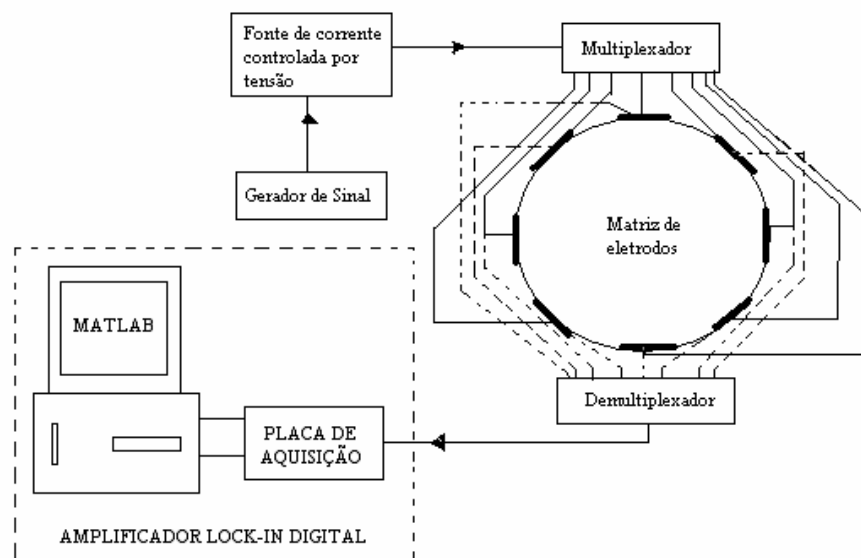 Fonte de corrente
controlada por
tensão
Multiplexador
Gerador de Sinal
Matriz de
eletrodos
MATLAB
PLACA DE
AQUISIÇÃO
Demultiplexador
AMPLIFICADOR LOCK-IN DIGITAL